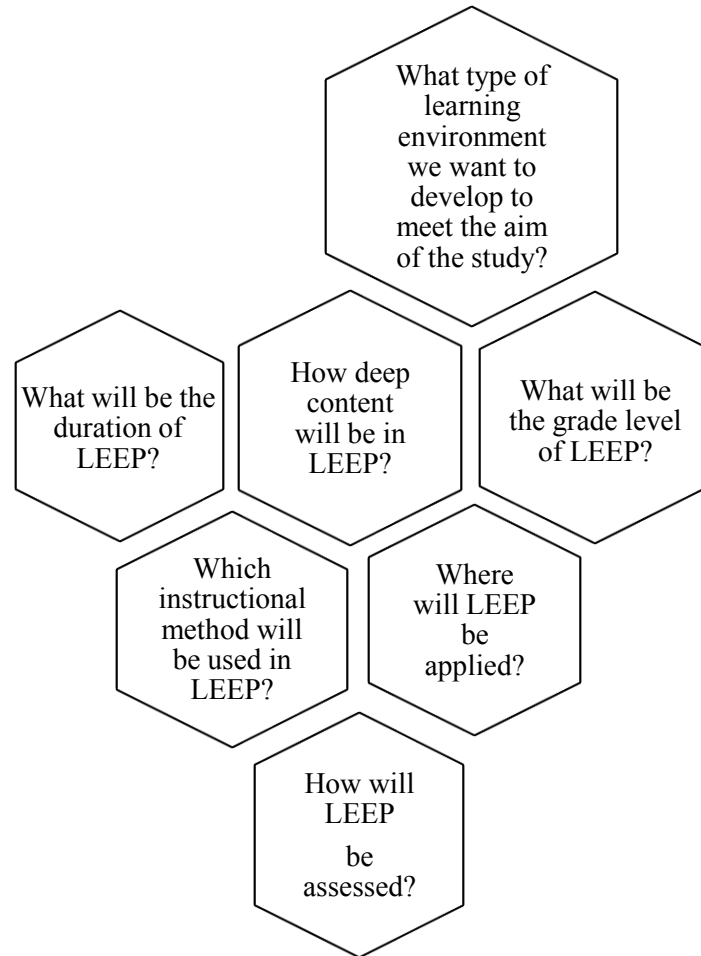 What type of
learning
environment
we want to
develop to
meet the aim
of the study?
What will be the
duration of
LEEP?
How deep
content
will be in
LEEP?
What will be
the grade level
of LEEP?
Which
instructional
method will
be used in
LEEP?
Where
will LEEP
be
applied?
How will
LEEP
be
assessed?